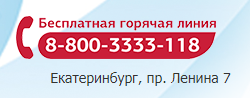 Бесплатная горячая линия
8-800-3333-118
Екатеринбург, пр. Ленина 7